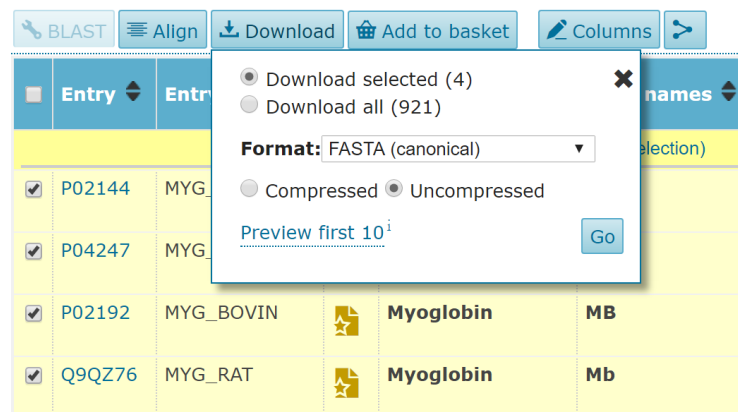 BLAST Align Download Add to basket Columns
Entry Entry names
Download selected (4)
Download all (921)
Format: FASTA (canonical)
election)
Compressed Uncompressed
P02144 MYG_
Preview first 10 i
Go
P04247 MYG_
P02192 MYG_BOVIN Myoglobin MB
Q9QZ76 MYG_RAT Myoglobin Mb